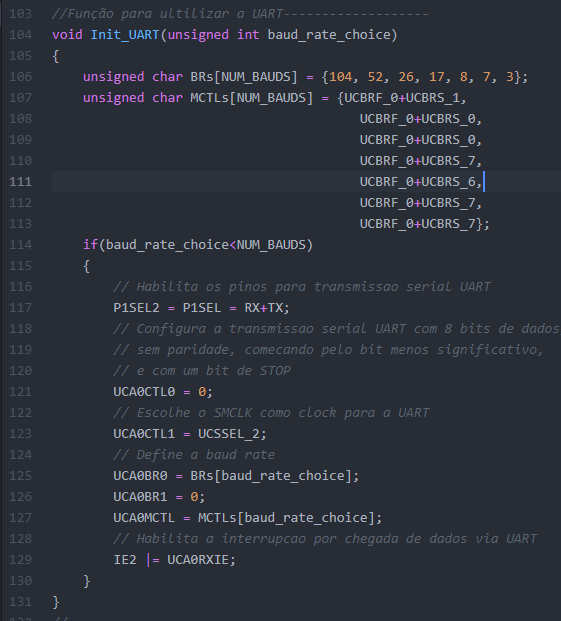 103 //Função para ultilizar a UART-------------------
104 void Init_UART(unsigned int baud_rate_choice)
105 {
106     unsigned char BRs[NUM_BAUDS] = {104, 52, 26, 17, 8, 7, 3};
107     unsigned char MCTLs[NUM_BAUDS] = {UCBRF_0+UCBRS_1,
108                                         UCBRF_0+UCBRS_0,
109                                         UCBRF_0+UCBRS_0,
110                                         UCBRF_0+UCBRS_7,
111                                         UCBRF_0+UCBRS_6,
112                                         UCBRF_0+UCBRS_7,
113                                         UCBRF_0+UCBRS_7};
114     if(baud_rate_choice<NUM_BAUDS)
115     {
116         // Habilita os pinos para transmissao serial UART
117         P1SEL2 = P1SEL = RX+TX;
118         // Configura a transmissao serial UART com 8 bits de dados
119         // sem paridade, comecando pelo bit menos significativo,
120         // e com um bit de STOP
121         UCA0CTL0 = 0;
122         // Escolhe o SMCLK como clock para a UART
123         UCA0CTL1 = UCSSEL_2;
124         // Define a baud rate
125         UCA0BR0 = BRs[baud_rate_choice];
126         UCA0BR1 = 0;
127         UCA0MCTL = MCTLs[baud_rate_choice];
128         // Habilita a interrupcao por chegada de dados via UART
129         IE2 |= UCA0RXIE;
130     }
131 }